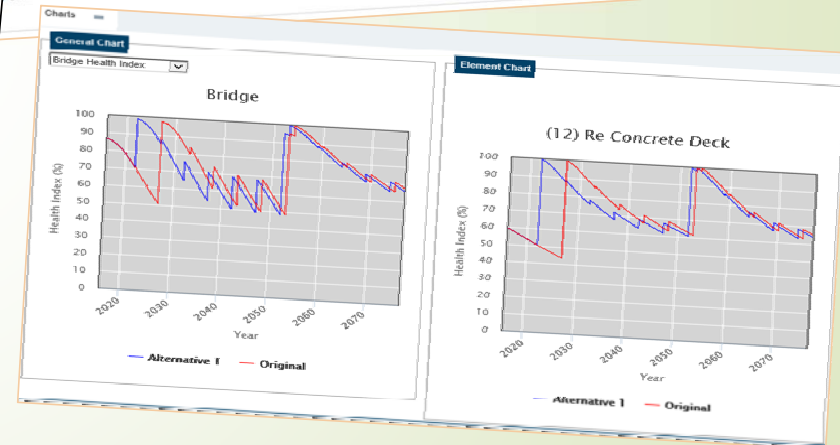 Charts
General Chart
Bridge Health Index
Bridge
Health Index (%)
100
90
80
70
60
50
40
30
20
10
0
2020
2030
2040
2050
2060
2070
Year
Alternative 1
Original
Element Chart
(12) Re Concrete Deck
Health Index (%)
100
90
80
70
60
50
40
30
20
10
0
2020
2030
2040
2050
2060
2070
Year
Alternative 1
Original